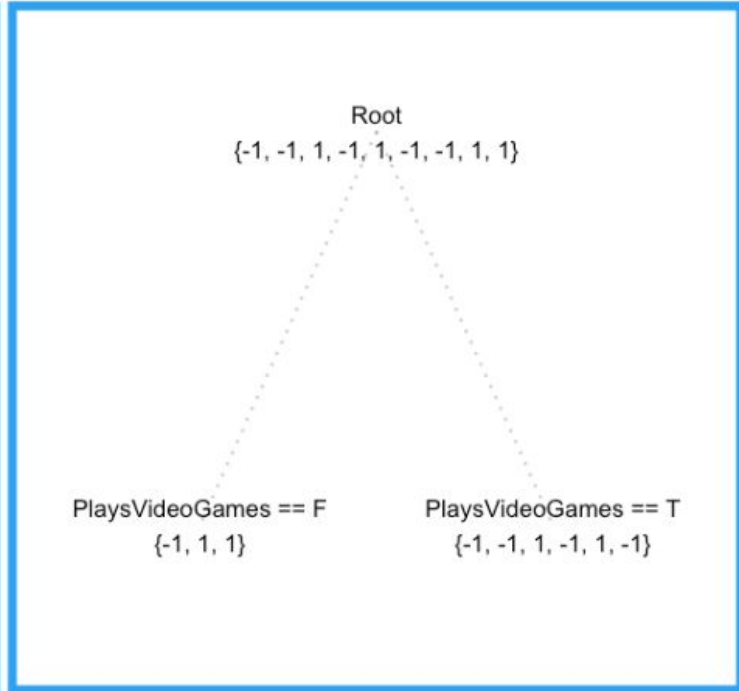 Root
{-1, -1, 1, -1, 1, -1, -1, 1, 1}
PlaysVideoGames == F
{-1, 1, 1}
PlaysVideoGames == T
{-1, -1, 1, -1, 1, -1}